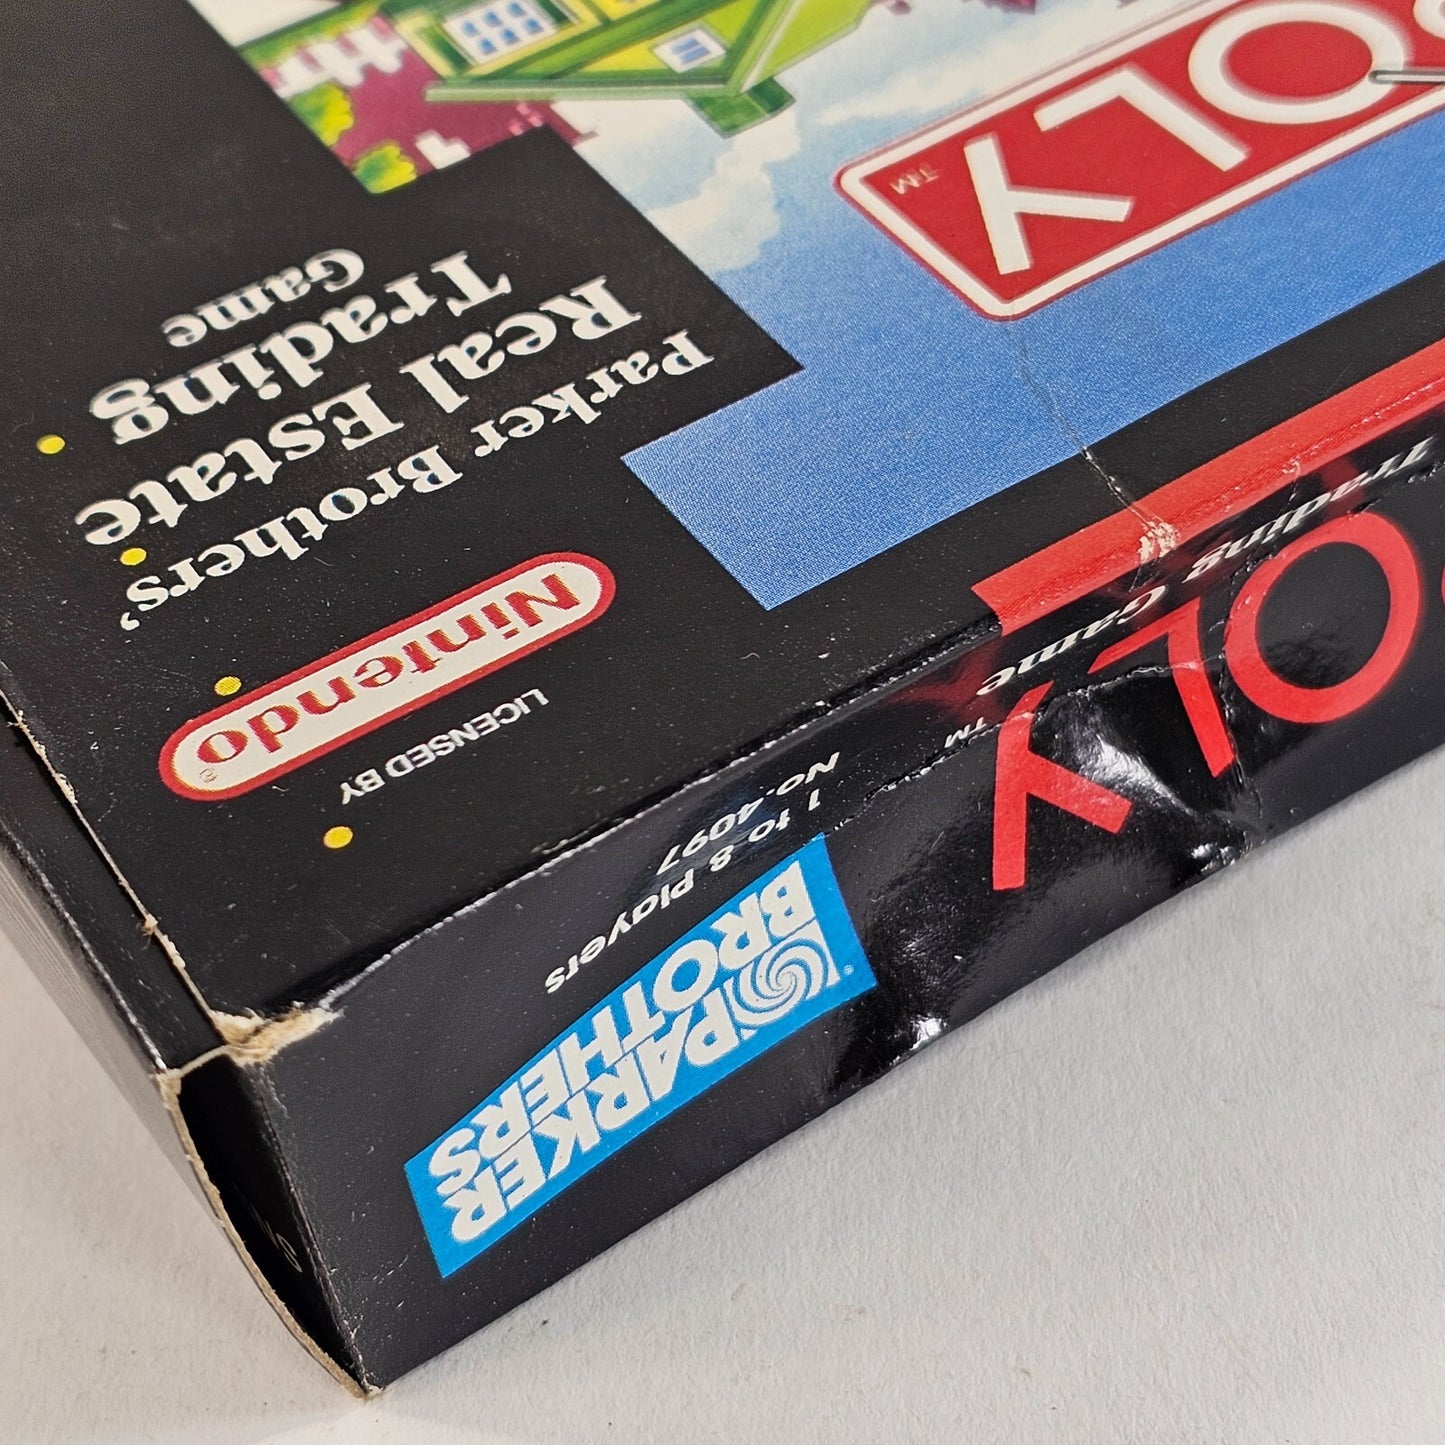 OLY
TM
Parker Brothers'
Real Estate
Trading
Game
LICENSED BY
Nintendo
®
Trading Game
OLY
TM
1 to 8 Players
NO.4097
PARKER
BROTHERS
®